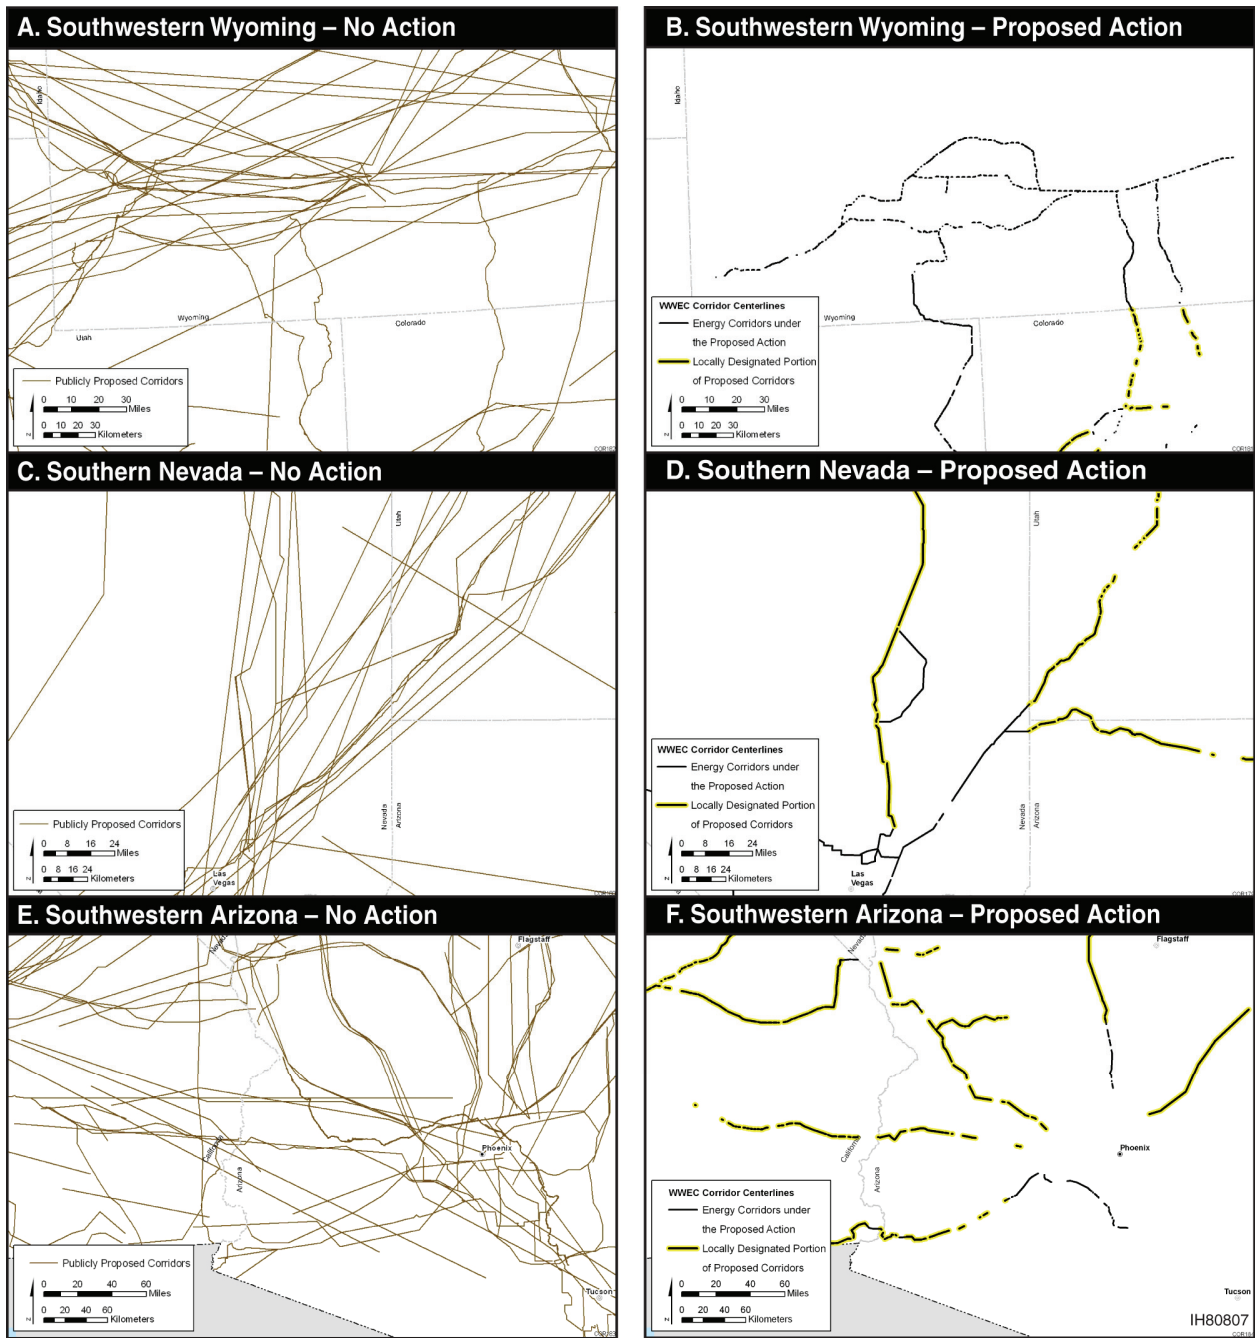 A. Southwestern Wyoming – No Action
Idaho
Wyoming
Utah
Colorado
Publicly Proposed Corridors
0 10 20 30
Miles
0 10 20 30
Kilometers
N
B. Southwestern Wyoming – Proposed Action
Idaho
WWEC Corridor Centerlines
Energy Corridors under
the Proposed Action
Locally Designated Portion
of Proposed Corridors
0 10 20 30
Miles
0 10 20 30
Kilometers
N
Wyoming
Colorado
C. Southern Nevada – No Action
Utah
Nevada
Arizona
Publicly Proposed Corridors
0 8 16 24
Miles
0 8 16 24
Kilometers
N
Las
Vegas
D. Southern Nevada – Proposed Action
Utah
Nevada
Arizona
WWEC Corridor Centerlines
Energy Corridors under
the Proposed Action
Locally Designated Portion
of Proposed Corridors
0 8 16 24
Miles
0 8 16 24
Kilometers
N
Las
Vegas
E. Southwestern Arizona – No Action
Nevada
Flagstaff
California
Arizona
Phoenix
Publicly Proposed Corridors
0 20 40 60
Miles
0 20 40 60
Kilometers
N
Tucson
F. Southwestern Arizona – Proposed Action
Nevada
Flagstaff
California
Arizona
Phoenix
WWEC Corridor Centerlines
Energy Corridors under
the Proposed Action
Locally Designated Portion
of Proposed Corridors
0 20 40 60
Miles
0 20 40 60
Kilometers
N
Tucson
IH80807